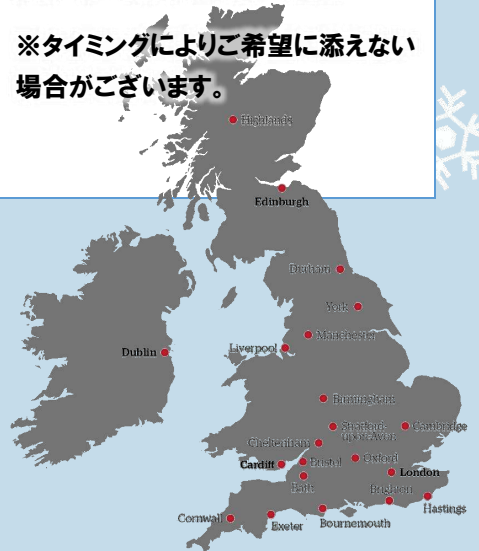 ※タイミングによりご希望に添えない
場合がございます。
Highlands
Edinburgh
Druham
York
Manchester
Liverpool
Dublin
Birmingham
Stratford-
upon-Avon
Cambridge
Cheltenham
Cardiff
Bristol
Oxford
London
Bath
Brighton
Hastings
Cornwall
Exeter
Bournemouth